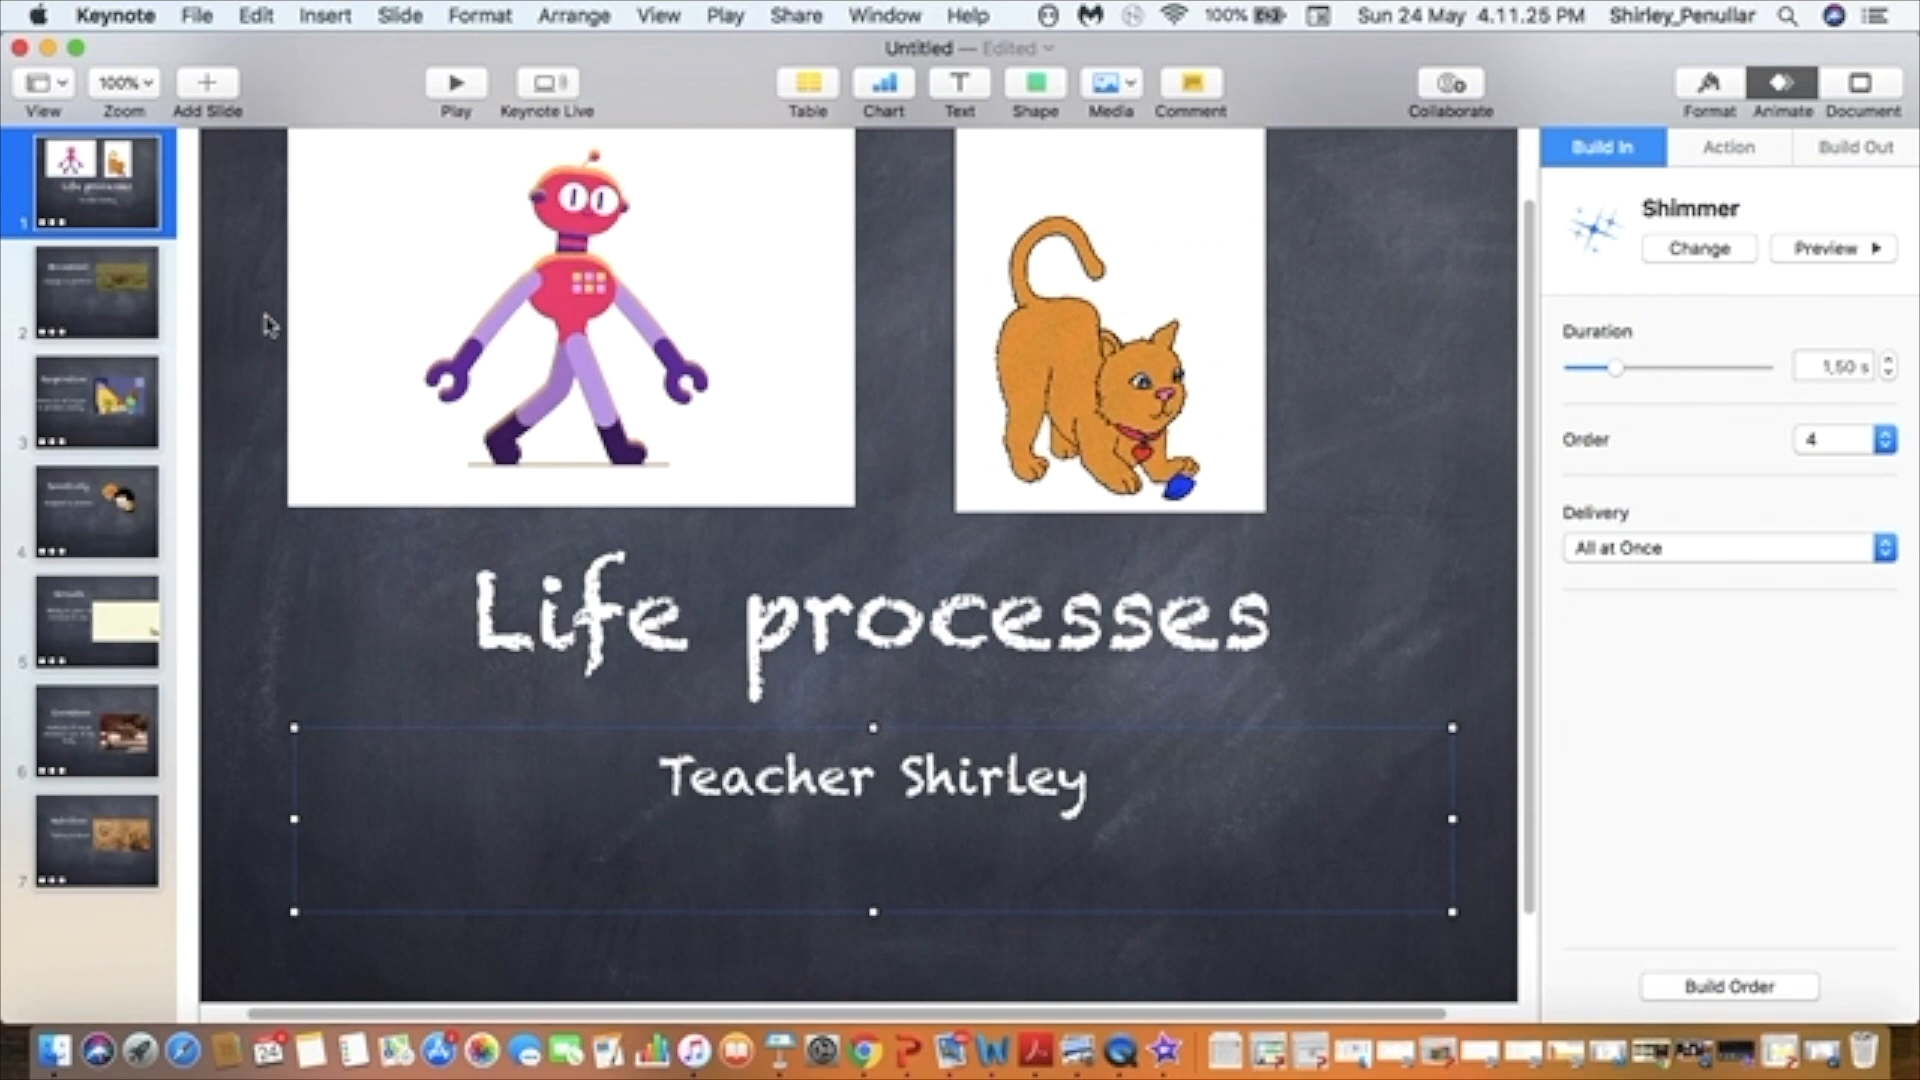 Keynote File Edit Insert Slide Format Arrange View Play Share Window Help 100% Sun 24 May 4.11.25 PM Shirley_Penullar
Untitled — Edited
100%
View Zoom Add Slide Play Keynote Live Table Chart Text Shape Media Comment Collaborate Format Animate Document
Build In Action Build Out
Shimmer
Change Preview
Duration
1,50 s
Order 4
Delivery
All at Once
Build Order
1
Life processes
2
3
4
5
6
7
Life processes
Teacher Shirley
24